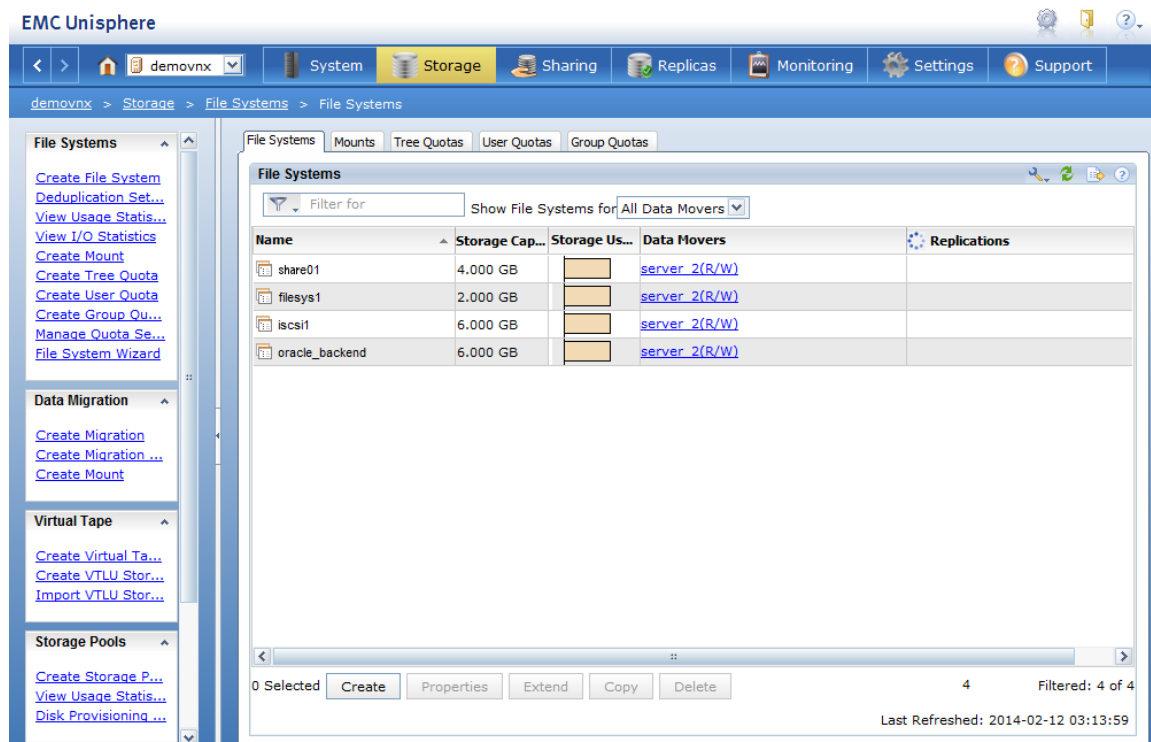 EMC Unisphere
demovnx System Storage Sharing Replicas Monitoring Settings Support
demovnx > Storage > File Systems > File Systems
File Systems
Create File System
Deduplication Set...
View Usage Statis...
View I/O Statistics
Create Mount
Create Tree Quota
Create User Quota
Create Group Qu...
Manage Quota Se...
File System Wizard
Data Migration
Create Migration
Create Migration ...
Create Mount
Virtual Tape
Create Virtual Ta...
Create VTLU Stor...
Import VTLU Stor...
Storage Pools
Create Storage P...
View Usage Statis...
Disk Provisioning ...
File Systems Mounts Tree Quotas User Quotas Group Quotas
File Systems
Filter for Show File Systems for All Data Movers
Name Storage Cap... Storage Us... Data Movers Replications
share01 4.000 GB server_2(R/W)
filesys1 2.000 GB server_2(R/W)
iscsi1 6.000 GB server_2(R/W)
oracle_backend 6.000 GB server_2(R/W)
0 Selected Create Properties Extend Copy Delete 4 Filtered: 4 of 4
Last Refreshed: 2014-02-12 03:13:59